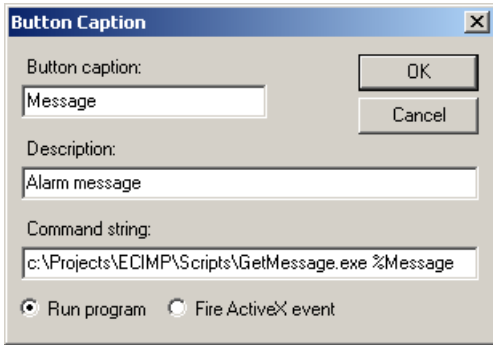 Button Caption
Button caption:
OK
Message
Cancel
Description:
Alarm message
Command string:
c:\Projects\ECIMP\Scripts\GetMessage.exe %Message
Run program Fire ActiveX event